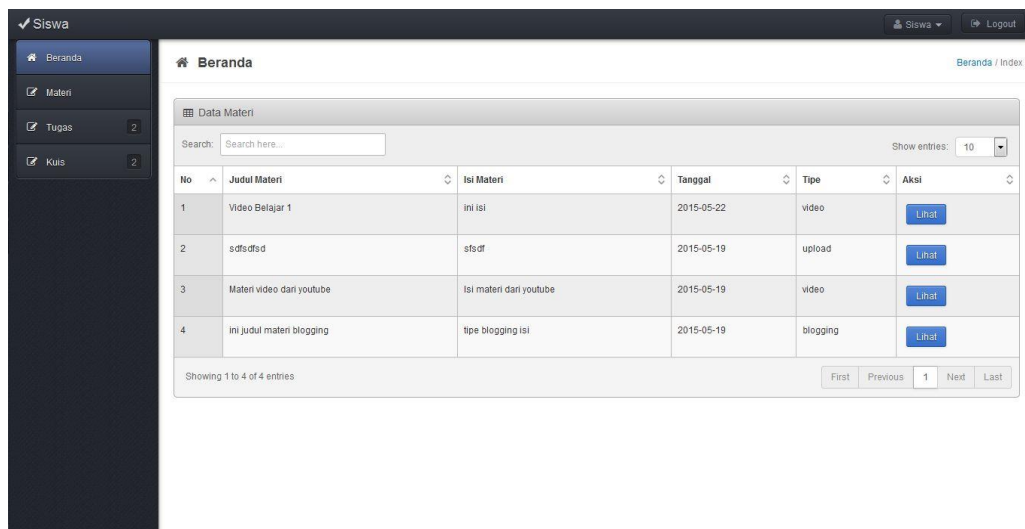 Siswa
Siswa
Logout
Beranda
Materi
Tugas 2
Kuis 2
Beranda
Beranda / Index
Data Materi
Search: Search here...
Show entries: 10
No Judul Materi Isi Materi Tanggal Tipe Aksi
1 Video Belajar 1 ini isi 2015-05-22 video Lihat
2 sdfsdfsd sfsdf 2015-05-19 upload Lihat
3 Materi video dari youtube Isi materi dari youtube 2015-05-19 video Lihat
4 ini judul materi blogging tipe blogging isi 2015-05-19 blogging Lihat
Showing 1 to 4 of 4 entries
First Previous 1 Next Last